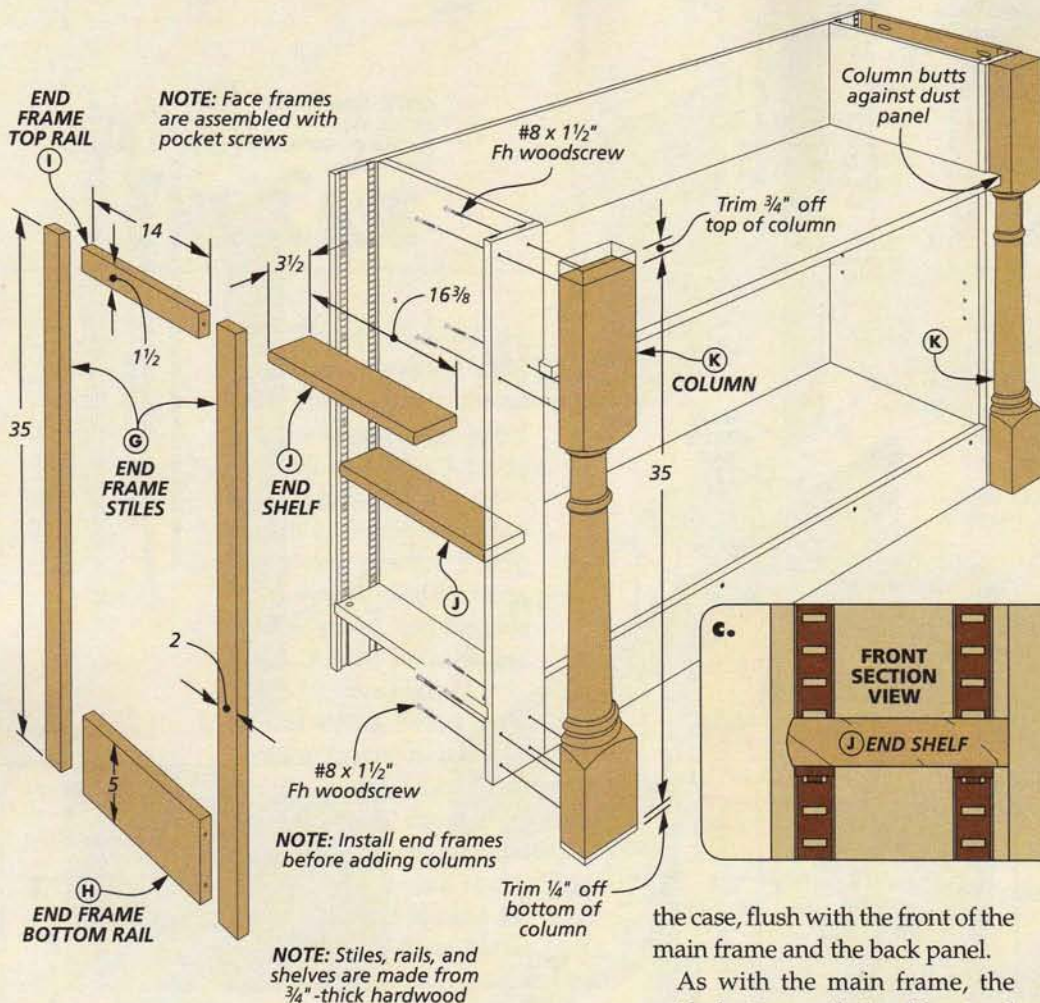 END
FRAME
TOP RAIL
I
NOTE: Face frames
are assembled with
pocket screws
#8 x 1½"
Fh woodscrew
Column butts
against dust
panel
Trim ¾" off
top of column
14
3½
16⅜
1½
K
COLUMN
K
35
G
END
FRAME
STILES
J
END
SHELF
35
J
2
c.
FRONT
SECTION
VIEW
J END SHELF
5
#8 x 1½"
Fh woodscrew
NOTE: Install end frames
before adding columns
H
END FRAME
BOTTOM RAIL
Trim ¼" off
bottom of
column
NOTE: Stiles, rails, and
shelves are made from
¾"-thick hardwood
the case, flush with the front of the
main frame and the back panel.
As with the main frame, the